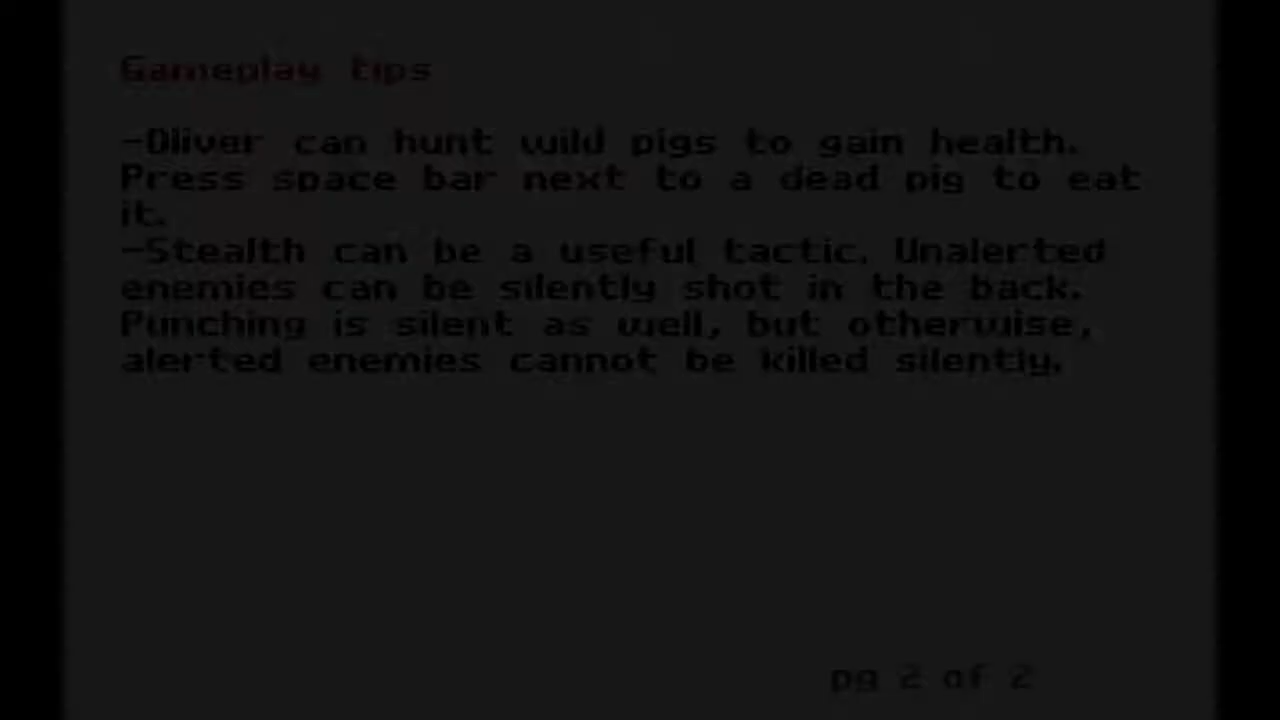 Gameplay tips
-Oliver can hunt wild pigs to gain health.
Press space bar next to a dead pig to eat
it.
-Stealth can be a useful tactic. Unalerted
enemies can be silently shot in the back.
Punching is silent as well, but otherwise,
alerted enemies cannot be killed silently.
pg 2 of 2